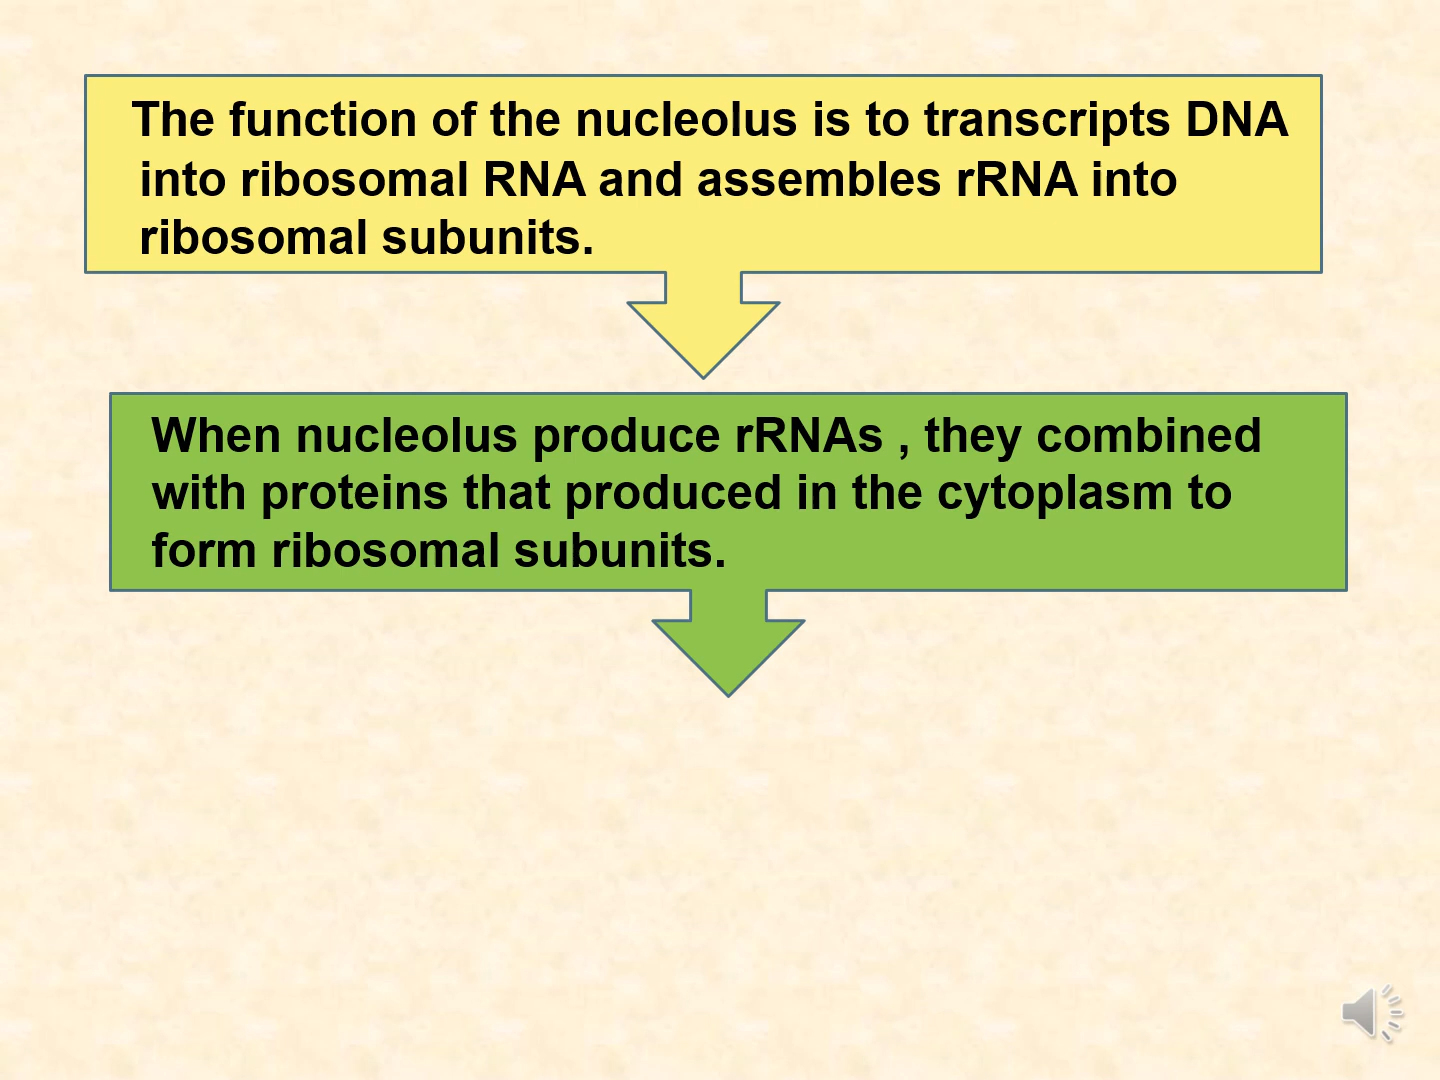 The function of the nucleolus is to transcripts DNA
into ribosomal RNA and assembles rRNA into
ribosomal subunits.
When nucleolus produce rRNAs , they combined
with proteins that produced in the cytoplasm to
form ribosomal subunits.